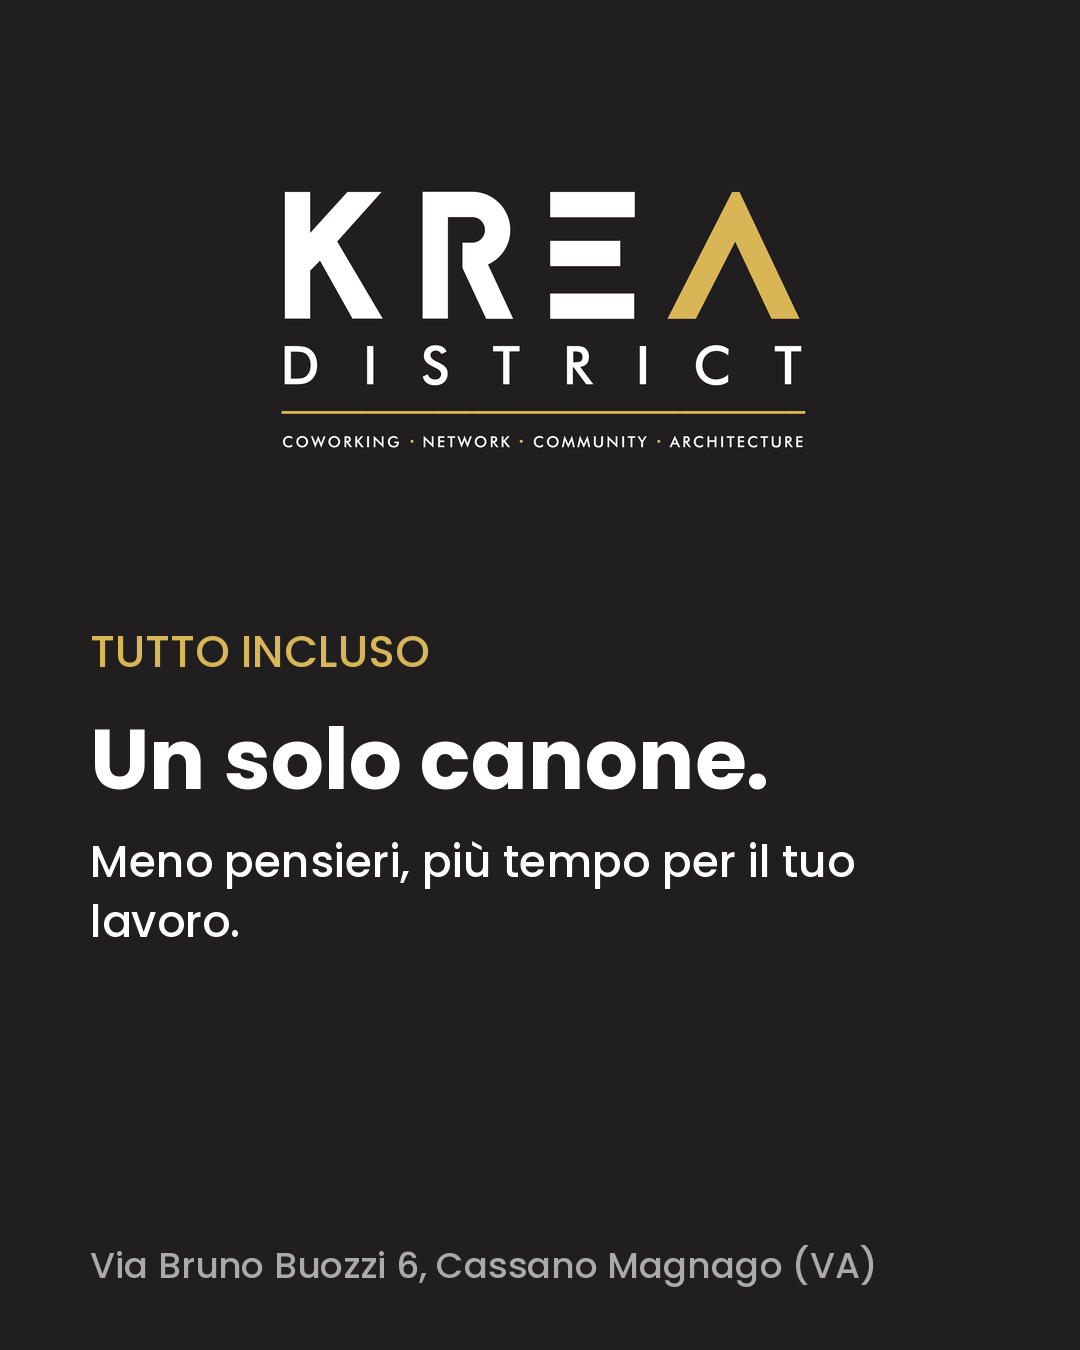 KREA
DISTRICT
COWORKING · NETWORK · COMMUNITY · ARCHITECTURE
TUTTO INCLUSO
Un solo canone.
Meno pensieri, più tempo per il tuo
lavoro.
Via Bruno Buozzi 6, Cassano Magnago (VA)